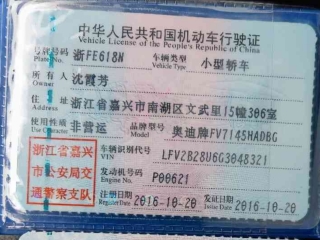 中华人民共和国机动车行驶证
Vehicle License of the People's Republic of China
号牌号码 Plate No. 浙FE618N 车辆类型 Vehicle Type 小型轿车
所有人 Owner 沈霞芳
住址 Address 浙江省嘉兴市南湖区文武里15幢306室
使用性质 Use Character 非营运 品牌型号 Model 奥迪牌FV7145HADBG
浙江省嘉兴市公安局交通警察支队
车辆识别代号 VIN LFV2B28U6G3048321
发动机号码 Engine No. P00621
注册日期 Register Date 2016-10-20 发证日期 Issue Date 2016-10-20